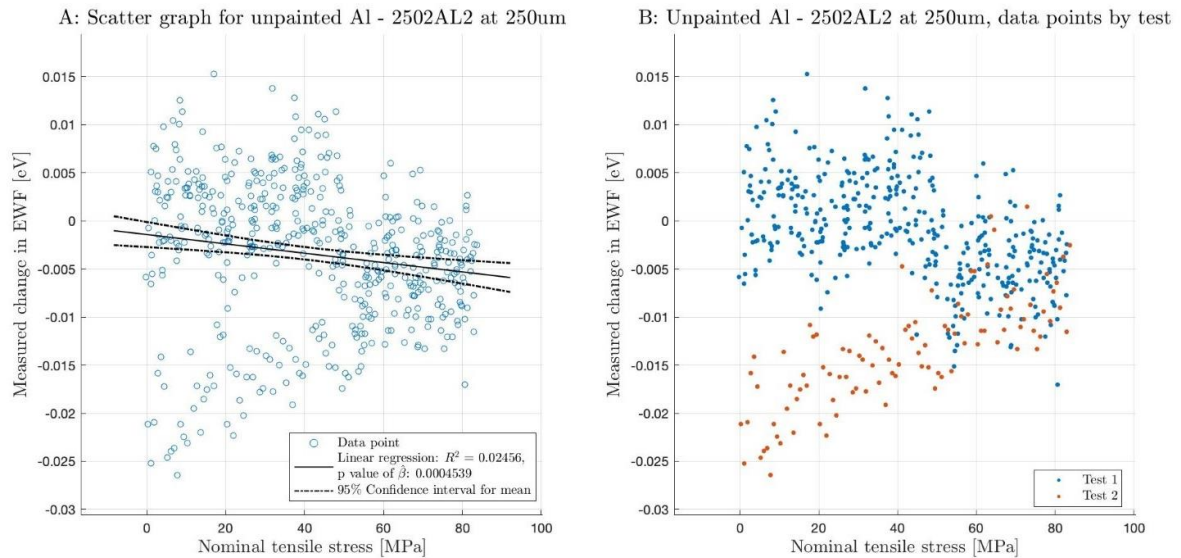 A: Scatter graph for unpainted Al - 2502AL2 at 250um
Measured change in EWF [eV]
0.015
0.01
0.005
0
-0.005
-0.01
-0.015
-0.02
-0.025
-0.03
0
20
40
60
80
100
Nominal tensile stress [MPa]
Data point
Linear regression: R² = 0.02456,
p value of β̂: 0.0004539
95% Confidence interval for mean
B: Unpainted Al - 2502AL2 at 250um, data points by test
Measured change in EWF [eV]
0.015
0.01
0.005
0
-0.005
-0.01
-0.015
-0.02
-0.025
-0.03
0
20
40
60
80
100
Nominal tensile stress [MPa]
Test 1
Test 2